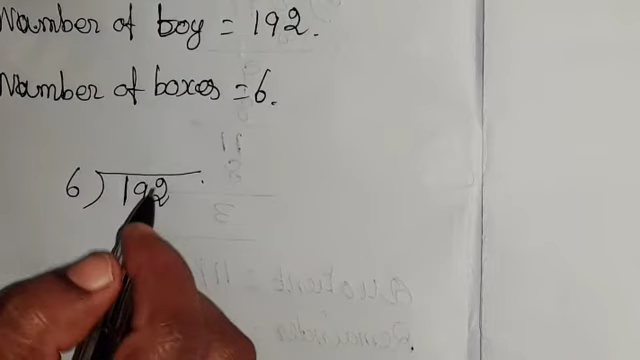 Number of boy = 192.
Number of boxes = 6.
6) 192